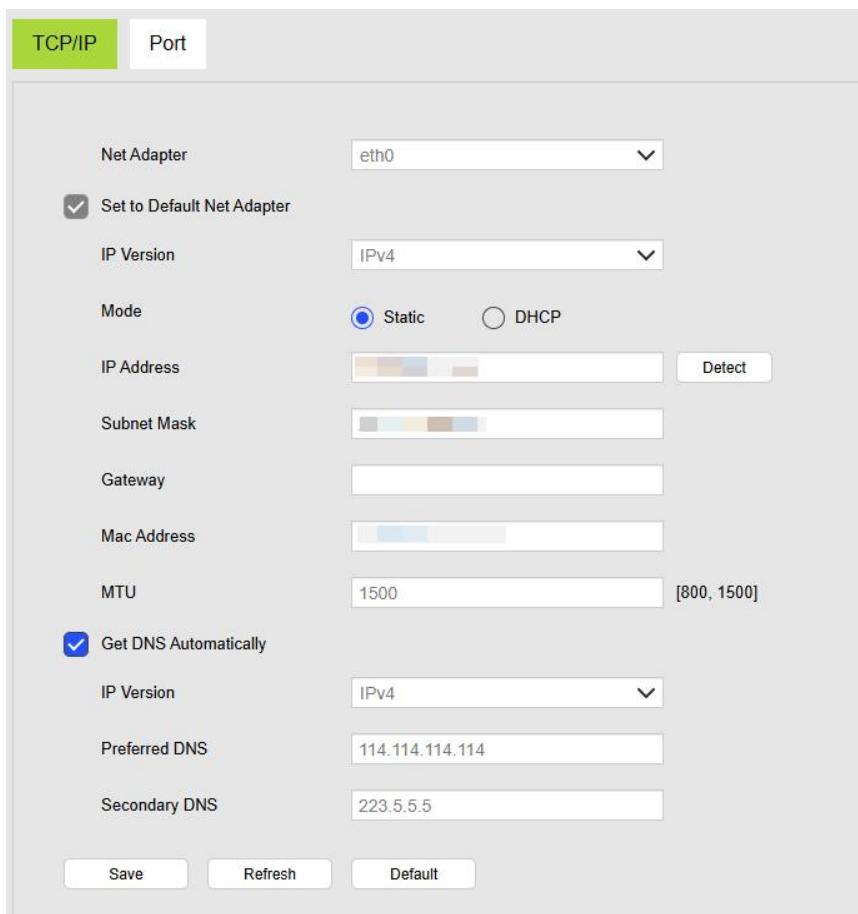 TCP/IP Port
Net Adapter eth0
Set to Default Net Adapter
IP Version IPv4
Mode Static DHCP
IP Address Detect
Subnet Mask
Gateway
Mac Address
MTU 1500 [800, 1500]
Get DNS Automatically
IP Version IPv4
Preferred DNS 114.114.114.114
Secondary DNS 223.5.5.5
Save Refresh Default